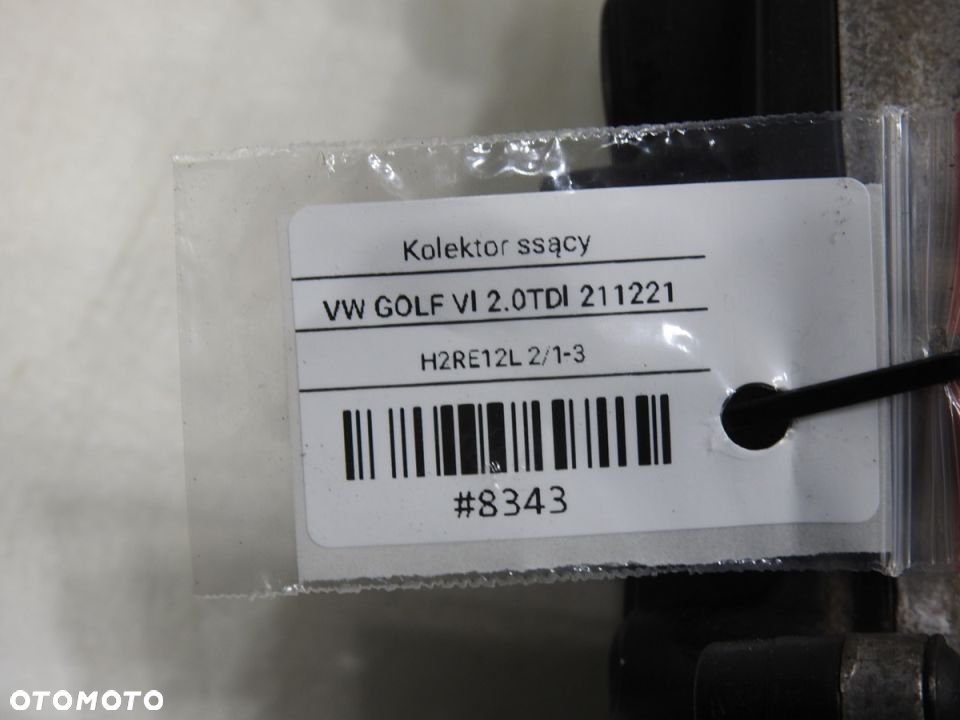 Kolektor ssący
VW GOLF VI 2.0TDI 211221
H2RE12L 2/1-3
#8343
OTOMOTO